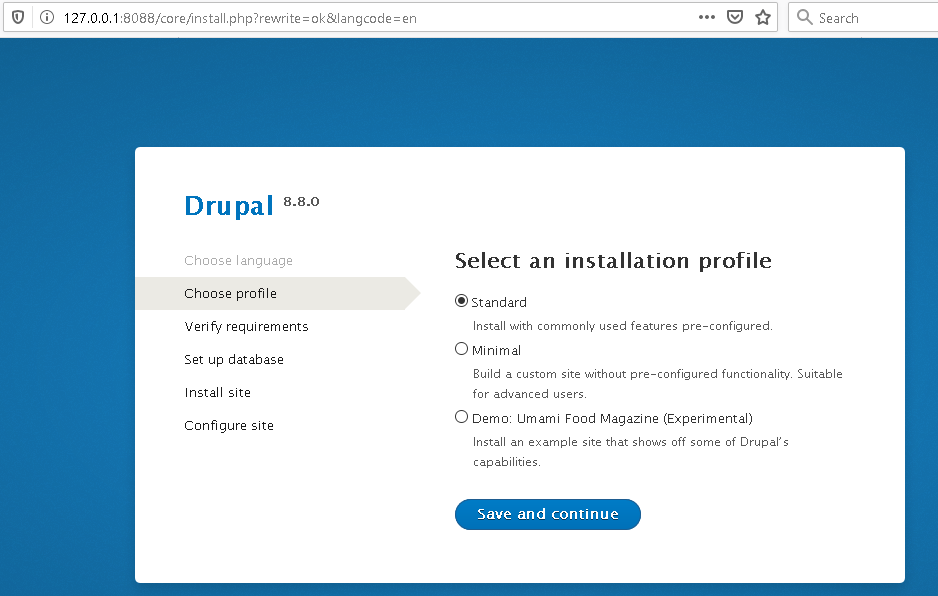 127.0.0.1:8088/core/install.php?rewrite=ok&langcode=en
Search
Drupal 8.8.0
Choose language
Choose profile
Verify requirements
Set up database
Install site
Configure site
Select an installation profile
Standard
Install with commonly used features pre-configured.
Minimal
Build a custom site without pre-configured functionality. Suitable
for advanced users.
Demo: Umami Food Magazine (Experimental)
Install an example site that shows off some of Drupal's
capabilities.
Save and continue